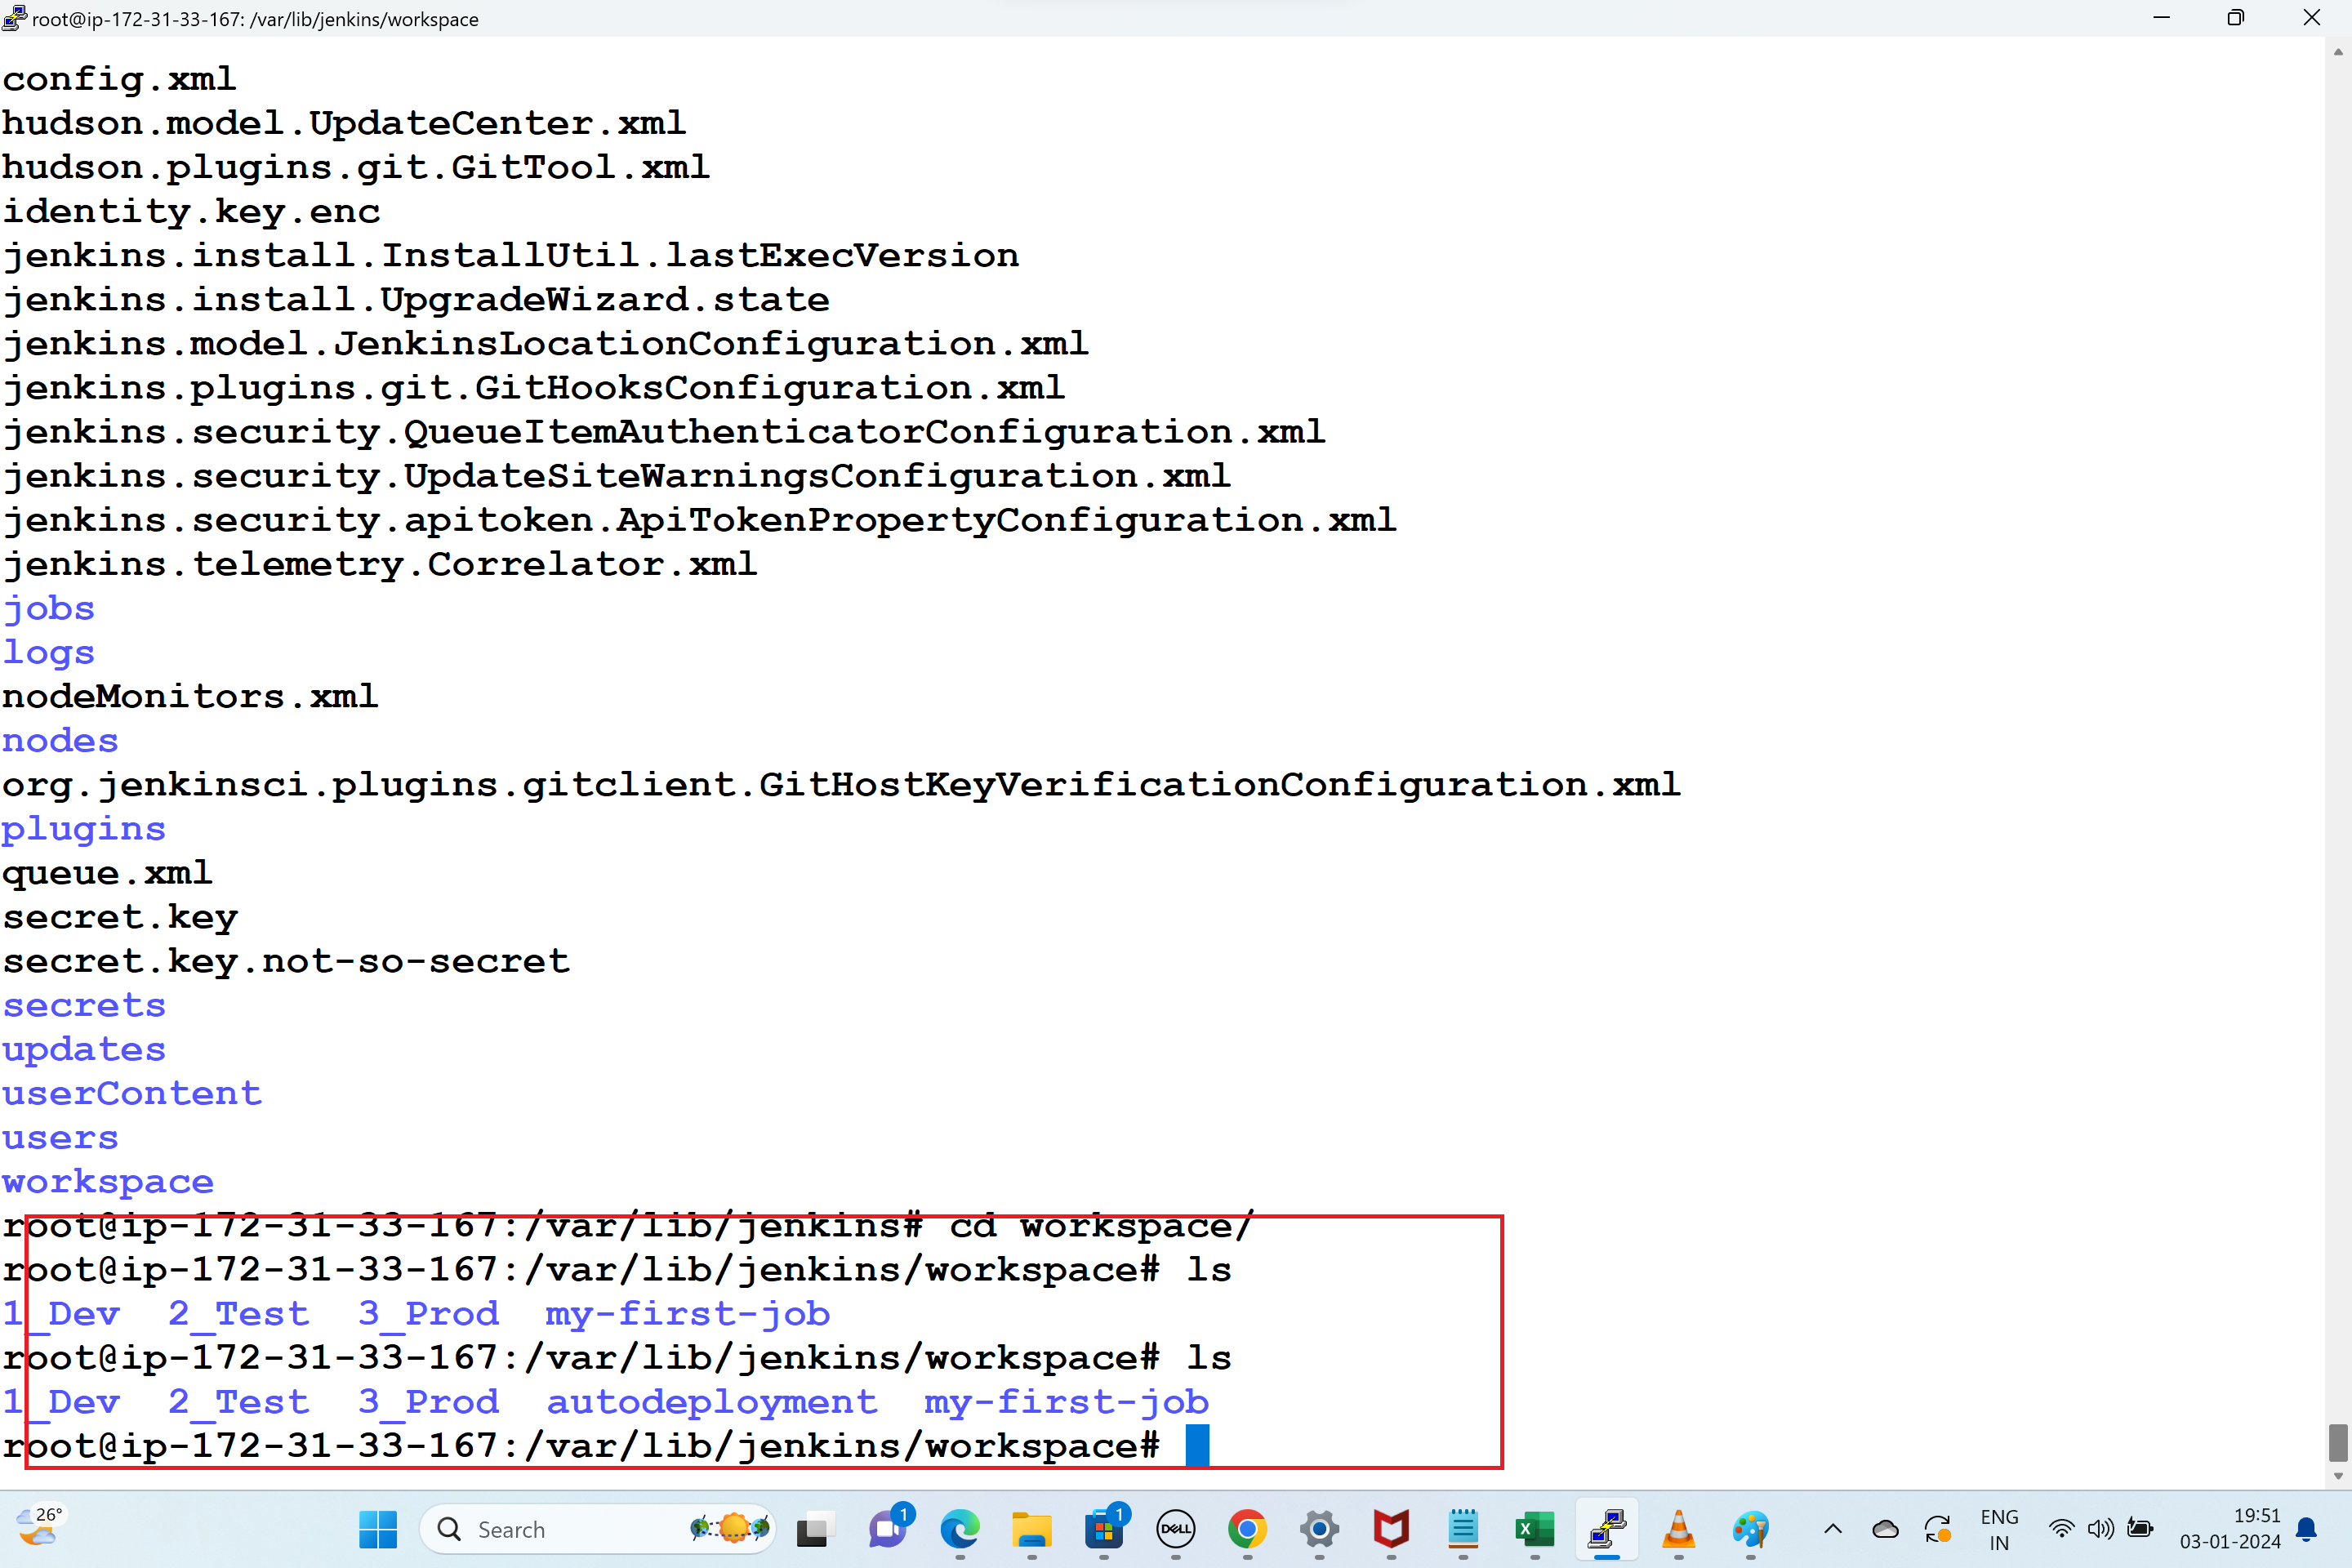 root@ip-172-31-33-167: /var/lib/jenkins/workspace
config.xml
hudson.model.UpdateCenter.xml
hudson.plugins.git.GitTool.xml
identity.key.enc
jenkins.install.InstallUtil.lastExecVersion
jenkins.install.UpgradeWizard.state
jenkins.model.JenkinsLocationConfiguration.xml
jenkins.plugins.git.GitHooksConfiguration.xml
jenkins.security.QueueItemAuthenticatorConfiguration.xml
jenkins.security.UpdateSiteWarningsConfiguration.xml
jenkins.security.apitoken.ApiTokenPropertyConfiguration.xml
jenkins.telemetry.Correlator.xml
jobs
logs
nodeMonitors.xml
nodes
org.jenkinsci.plugins.gitclient.GitHostKeyVerificationConfiguration.xml
plugins
queue.xml
secret.key
secret.key.not-so-secret
secrets
updates
userContent
users
workspace
root@ip-172-31-33-167:/var/lib/jenkins# cd workspace/
root@ip-172-31-33-167:/var/lib/jenkins/workspace# ls
1_Dev  2_Test  3_Prod  my-first-job
root@ip-172-31-33-167:/var/lib/jenkins/workspace# ls
1_Dev  2_Test  3_Prod  autodeployment  my-first-job
root@ip-172-31-33-167:/var/lib/jenkins/workspace#
26°
Search
1
1
DELL
X
ENG
IN
19:51
03-01-2024